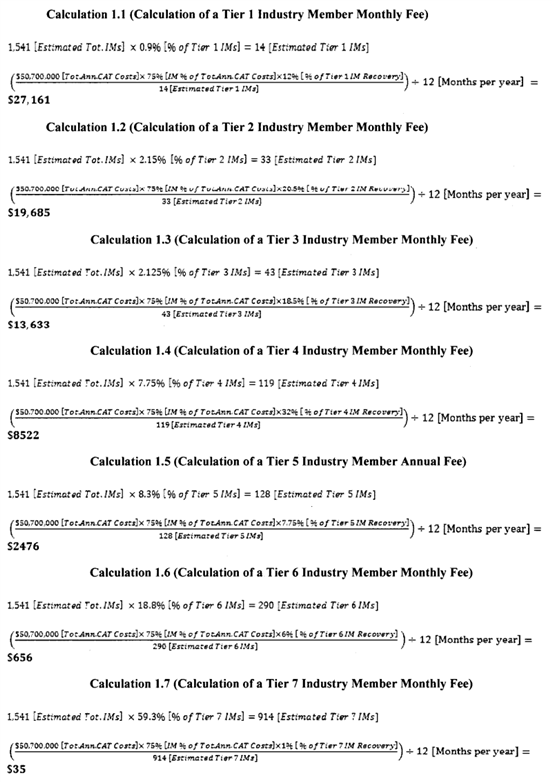 Calculation 1.1 (Calculation of a Tier 1 Industry Member Monthly Fee)
1,541 [Estimated Tot. IMs] × 0.9% [% of Tier 1 IMs] = 14 [Estimated Tier 1 IMs]
($50,700,000 [Tot.Ann.CAT Costs]× 75% [IM % of Tot.Ann.CAT Costs]×12% [% of Tier 1 IM Recovery]
14 [Estimated Tier 1 IMs]) ÷ 12 [Months per year] =
$27,161
Calculation 1.2 (Calculation of a Tier 2 Industry Member Monthly Fee)
1,541 [Estimated Tot. IMs] × 2.15% [% of Tier 2 IMs] = 33 [Estimated Tier 2 IMs]
($50,700,000 [Tot.Ann.CAT Costs]× 75% [IM % of Tot.Ann.CAT Costs]×20.5% [% of Tier 2 IM Recovery]
33 [Estimated Tier 2 IMs]) ÷ 12 [Months per year] =
$19,685
Calculation 1.3 (Calculation of a Tier 3 Industry Member Monthly Fee)
1,541 [Estimated Tot. IMs] × 2.125% [% of Tier 3 IMs] = 43 [Estimated Tier 3 IMs]
($50,700,000 [Tot.Ann.CAT Costs]× 75% [IM % of Tot.Ann.CAT Costs]×18.5% [% of Tier 3 IM Recovery]
43 [Estimated Tier 3 IMs]) ÷ 12 [Months per year] =
$13,633
Calculation 1.4 (Calculation of a Tier 4 Industry Member Monthly Fee)
1,541 [Estimated Tot. IMs] × 7.75% [% of Tier 4 IMs] = 119 [Estimated Tier 4 IMs]
($50,700,000 [Tot.Ann.CAT Costs]× 75% [IM % of Tot.Ann.CAT Costs]×32% [% of Tier 4 IM Recovery]
119 [Estimated Tier 4 IMs]) ÷ 12 [Months per year] =
$8522
Calculation 1.5 (Calculation of a Tier 5 Industry Member Annual Fee)
1,541 [Estimated Tot. IMs] × 8.3% [% of Tier 5 IMs] = 128 [Estimated Tier 5 IMs]
($50,700,000 [Tot.Ann.CAT Costs]× 75% [IM % of Tot.Ann.CAT Costs]×7.75% [% of Tier 5 IM Recovery]
128 [Estimated Tier 5 IMs]) ÷ 12 [Months per year] =
$2476
Calculation 1.6 (Calculation of a Tier 6 Industry Member Monthly Fee)
1,541 [Estimated Tot. IMs] × 18.8% [% of Tier 6 IMs] = 290 [Estimated Tier 6 IMs]
($50,700,000 [Tot.Ann.CAT Costs]× 75% [IM % of Tot.Ann.CAT Costs]×6% [% of Tier 6 IM Recovery]
290 [Estimated Tier 6 IMs]) ÷ 12 [Months per year] =
$656
Calculation 1.7 (Calculation of a Tier 7 Industry Member Monthly Fee)
1,541 [Estimated Tot. IMs] × 59.3% [% of Tier 7 IMs] = 914 [Estimated Tier 7 IMs]
($50,700,000 [Tot.Ann.CAT Costs]× 75% [IM % of Tot.Ann.CAT Costs]×1% [% of Tier 7 IM Recovery]
914 [Estimated Tier 7 IMs]) ÷ 12 [Months per year] =
$35